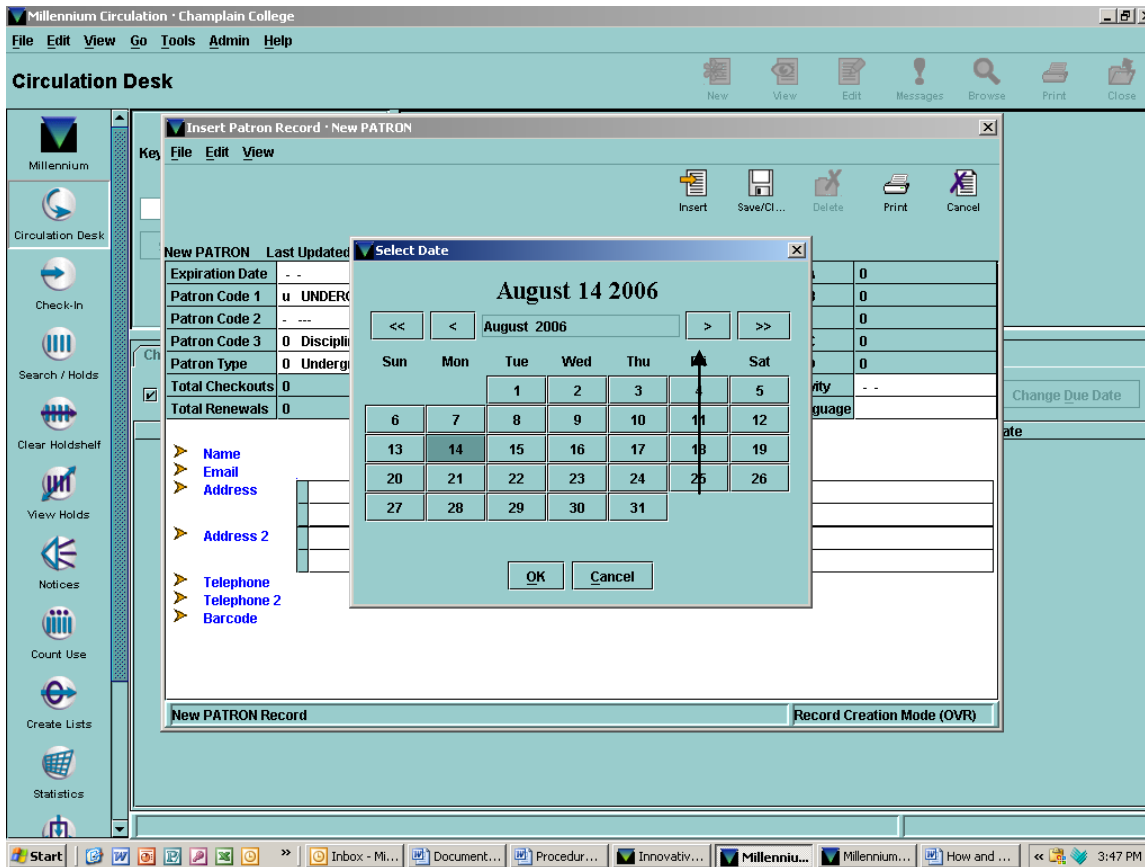 Millennium Circulation · Champlain College
File Edit View Go Tools Admin Help
Circulation Desk
New View Edit Messages Browse Print Close
Millennium
Circulation Desk
Check-In
Search / Holds
Clear Holdshelf
View Holds
Notices
Count Use
Create Lists
Statistics
Key
Insert Patron Record · New PATRON
File Edit View
Insert Save/Cl... Delete Print Cancel
New PATRON Last Updated
Expiration Date - - 0
Patron Code 1 u UNDERG 0
Patron Code 2 - --- 0
Patron Code 3 0 Disciplin 0
Patron Type 0 Undergr 0
Total Checkouts 0 - -
Total Renewals 0
Name
Email
Address
Address 2
Telephone
Telephone 2
Barcode
New PATRON Record Record Creation Mode (OVR)
Select Date
August 14 2006
<< < August 2006 > >>
Sun Mon Tue Wed Thu Fri Sat
1 2 3 4 5
6 7 8 9 10 11 12
13 14 15 16 17 18 19
20 21 22 23 24 25 26
27 28 29 30 31
OK Cancel
Ch
Change Due Date
ate
Start » Inbox - Mi... Document... Procedur... Innovativ... Millenniu... Millennium... How and ... « 3:47 PM